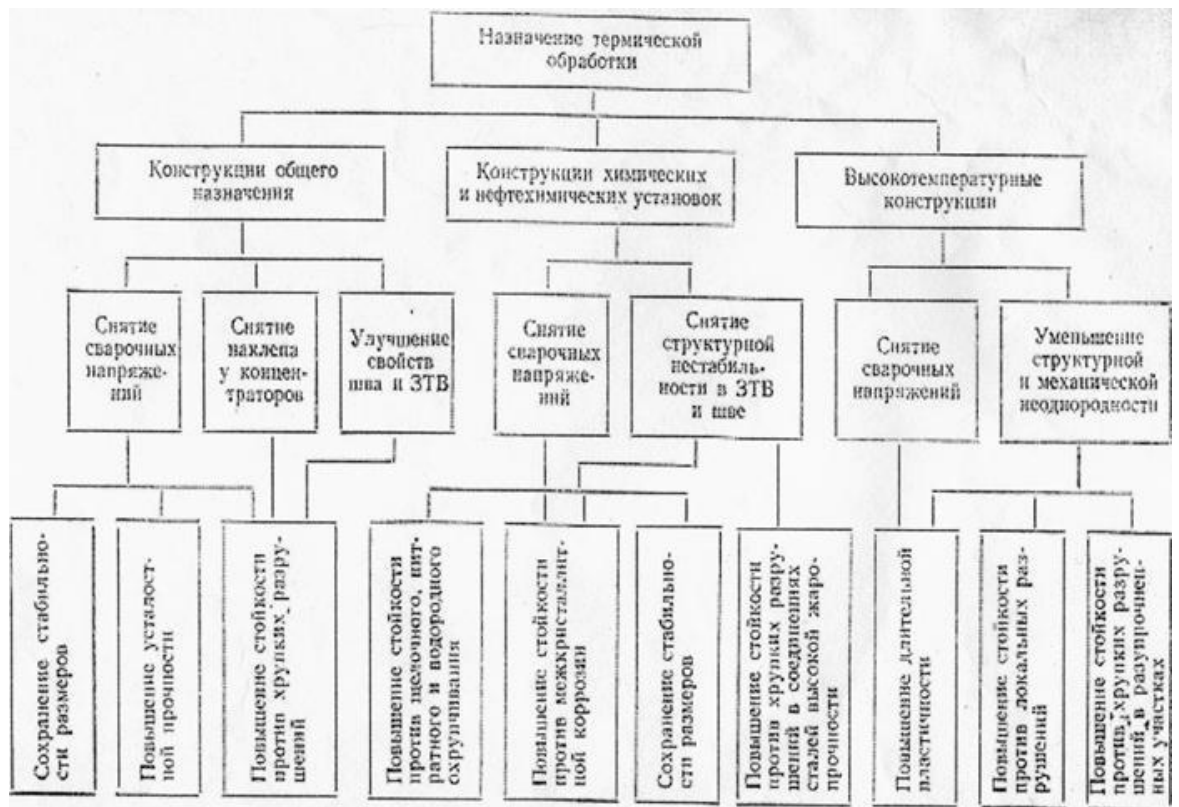 Назначение термической
обработки
Конструкции общего
назначения
Конструкции химических
и нефтехимических установок
Высокотемпературные
конструкции
Снятие
сварочных
напряже-
ний
Снятие
наклепа
у концен-
траторов
Улучшение
свойств
шва и ЗТВ
Снятие
сварочных
напряже-
ний
Снятие
структурной
нестабиль-
ности в ЗТВ
и шве
Снятие
сварочных
напряжений
Уменьшение
структурной
и механической
неоднородности
Сохранение стабильно-
сти размеров
Повышение усталост-
ной прочности
Повышение стойкости
против хрупких разру-
шений
Повышение стойкости
против щелочного, нит-
ратного и водородного
охрупчивания
Повышение стойкости
против межкристаллит-
ной коррозии
Сохранение стабильно-
сти размеров
Повышение стойкости
против хрупких разру-
шений в соединениях
сталей высокой жаро-
прочности
Повышение длительной
пластичности
Повышение стойкости
против локальных раз-
рушений
Повышение стойкости
против хрупких разру-
шений в разупрочнен-
ных участках